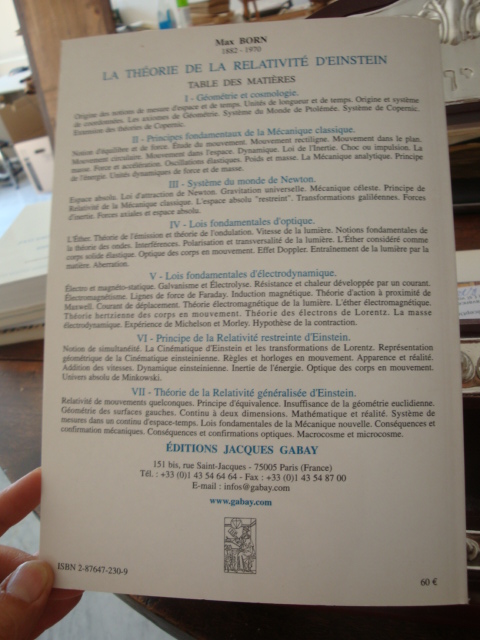 Max BORN
1882 - 1970
LA THÉORIE DE LA RELATIVITÉ D'EINSTEIN
TABLE DES MATIÈRES
I - Géométrie et cosmologie.
Origine des notions de mesure d'espace et de temps. Unités de longueur et de temps. Origine et système
de coordonnées. Les axiomes de Géométrie. Système du Monde de Ptolémée. Système de Copernic.
Extension des théories de Copernic.
II - Principes fondamentaux de la Mécanique classique.
Notion d'équilibre et de force. Étude du mouvement. Mouvement rectiligne. Mouvement dans le plan.
Mouvement circulaire. Mouvement dans l'espace. Dynamique. Loi de l'Inertie. Choc ou impulsion. La
masse. Force et accélération. Oscillations élastiques. Poids et masse. La Mécanique analytique. Principe
de l'énergie. Unités dynamiques de force et de masse.
III - Système du monde de Newton.
Espace absolu. Loi d'attraction de Newton. Gravitation universelle. Mécanique céleste. Principe de
Relativité de la Mécanique classique. L'espace absolu "restreint". Transformations galiléennes. Forces
d'inertie. Forces axiales et espace absolu.
IV - Lois fondamentales d'optique.
L'Éther. Théorie de l'émission et théorie de l'ondulation. Vitesse de la lumière. Notions fondamentales de
la théorie des ondes. Interférences. Polarisation et transversalité de la lumière. L'Éther considéré comme
corps solide élastique. Optique des corps en mouvement. Effet Doppler. Entraînement de la lumière par la
matière. Aberration.
V - Lois fondamentales d'électrodynamique.
Électro et magnéto-statique. Galvanisme et Électrolyse. Résistance et chaleur développée par un courant.
Électromagnétisme. Lignes de force de Faraday. Induction magnétique. Théorie d'action à proximité de
Maxwell. Courant de déplacement. Théorie électromagnétique de la lumière. L'éther électromagnétique.
Théorie hertzienne des corps en mouvement. Théorie des électrons de Lorentz. La masse
électrodynamique. Expérience de Michelson et Morley. Hypothèse de la contraction.
VI - Principe de la Relativité restreinte d'Einstein.
Notion de simultanéité. La Cinématique d'Einstein et les transformations de Lorentz. Représentation
géométrique de la Cinématique einsteinienne. Règles et horloges en mouvement. Apparence et réalité.
Addition des vitesses. Dynamique einsteinienne. Inertie de l'énergie. Optique des corps en mouvement.
Univers absolu de Minkowski.
VII - Théorie de la Relativité généralisée d'Einstein.
Relativité de mouvements quelconques. Principe d'équivalence. Insuffisance de la géométrie euclidienne.
Géométrie des surfaces gauches. Continu à deux dimensions. Mathématique et réalité. Système de
mesures dans un continu d'espace-temps. Lois fondamentales de la Mécanique nouvelle. Conséquences et
confirmation mécaniques. Conséquences et confirmations optiques. Macrocosme et microcosme.
ÉDITIONS JACQUES GABAY
151 bis, rue Saint-Jacques - 75005 Paris (France)
Tél. : +33 (0)1 43 54 64 64 - Fax : +33 (0)1 43 54 87 00
E-mail : infos@gabay.com
www.gabay.com
ISBN 2-87647-230-9
60 €